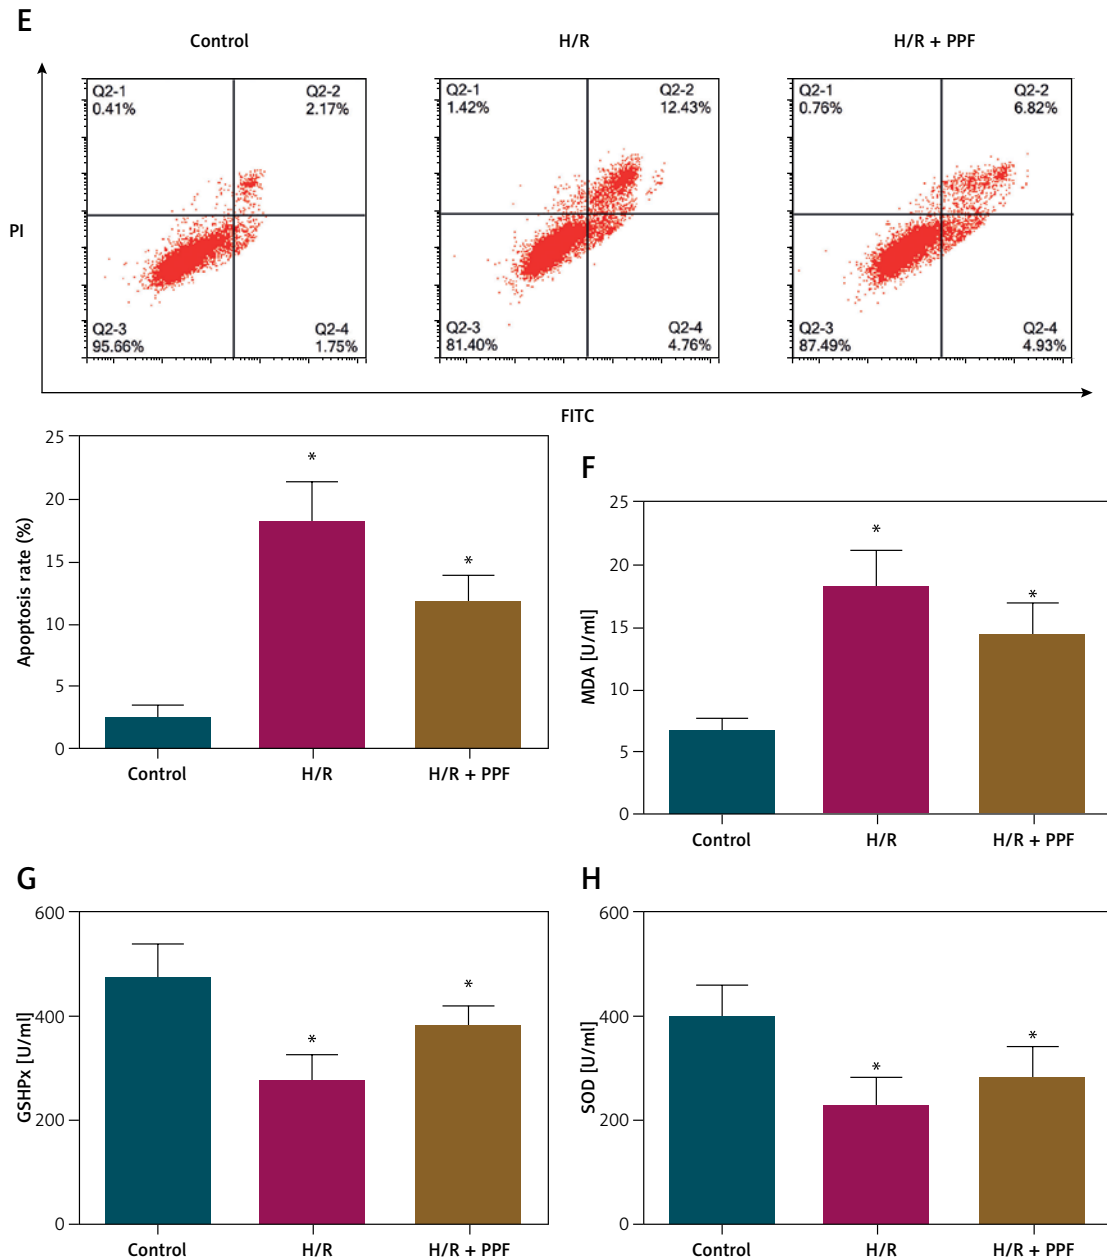 E
Control
H/R
H/R + PPF
Q2-1
0.41%
Q2-2
2.17%
Q2-3
95.66%
Q2-4
1.75%
Q2-1
1.42%
Q2-2
12.43%
Q2-3
81.40%
Q2-4
4.76%
Q2-1
0.76%
Q2-2
6.82%
Q2-3
87.49%
Q2-4
4.93%
PI
FITC
Apoptosis rate (%)
25
20
15
10
5
0
*
*
Control
H/R
H/R + PPF
F
MDA [U/ml]
25
20
15
10
5
0
*
*
Control
H/R
H/R + PPF
G
GSHPx [U/ml]
600
400
200
0
*
*
Control
H/R
H/R + PPF
H
SOD [U/ml]
600
400
200
0
*
*
Control
H/R
H/R + PPF